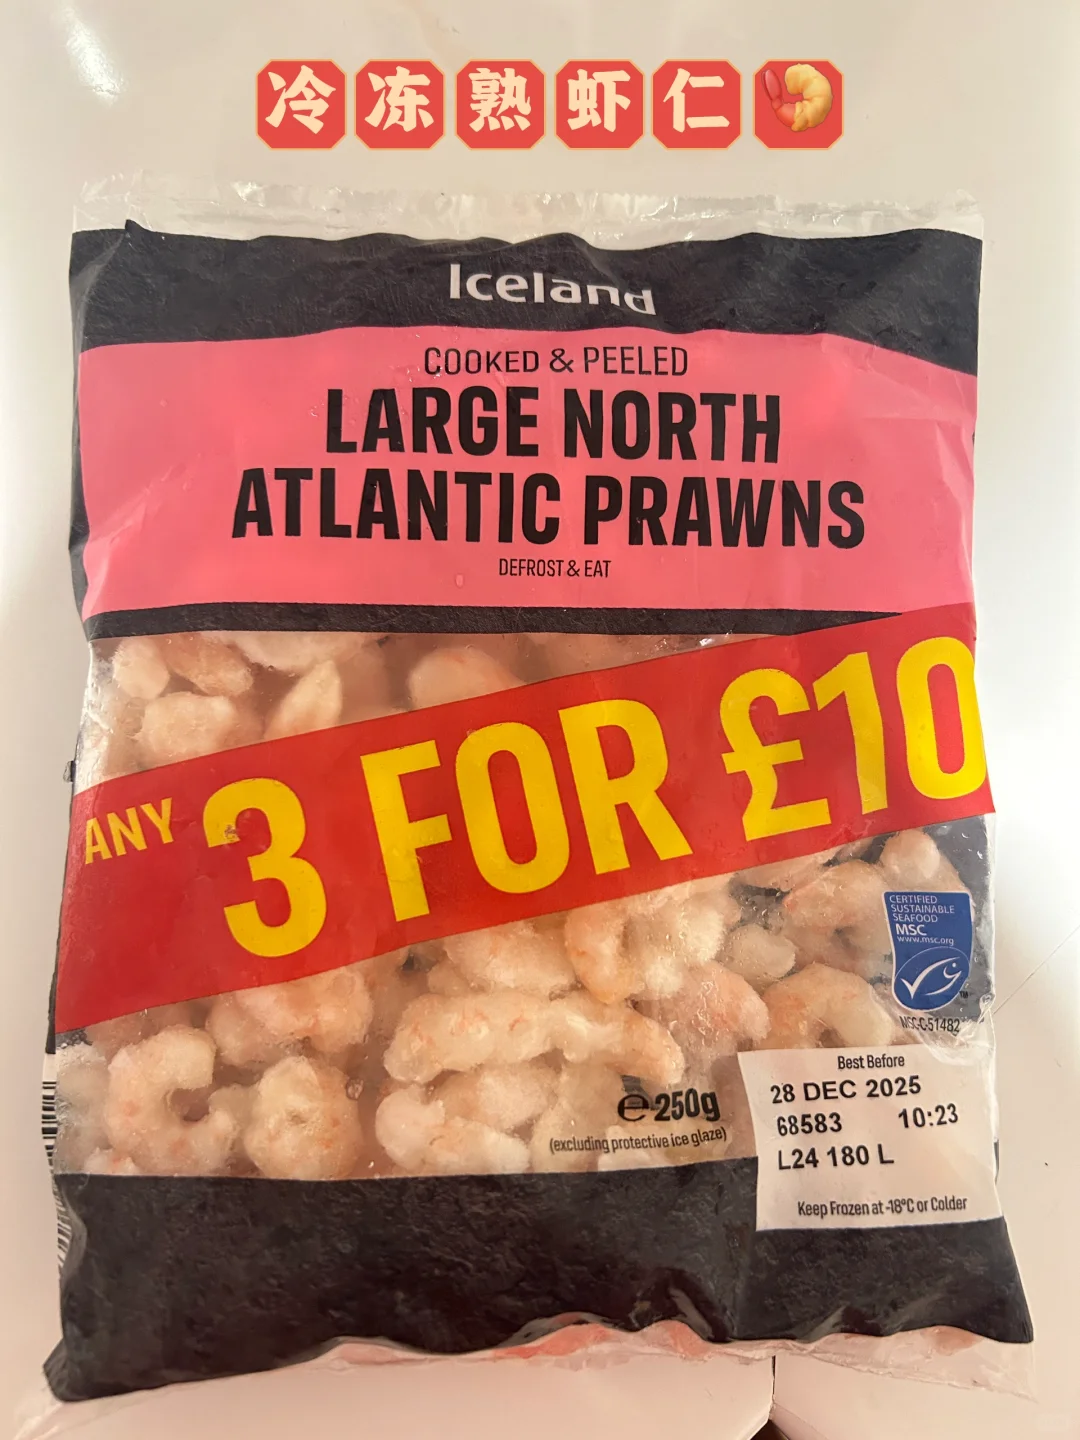 冷冻熟虾仁
Iceland
COOKED & PEELED
LARGE NORTH
ATLANTIC PRAWNS
DEFROST & EAT
ANY 3 FOR £10
CERTIFIED
SUSTAINABLE
SEAFOOD
MSC
www.msc.org
TM
MSC-C-51482
e250g
(excluding protective ice glaze)
Best Before
28 DEC 2025
68583 10:23
L24 180 L
Keep Frozen at -18°C or Colder